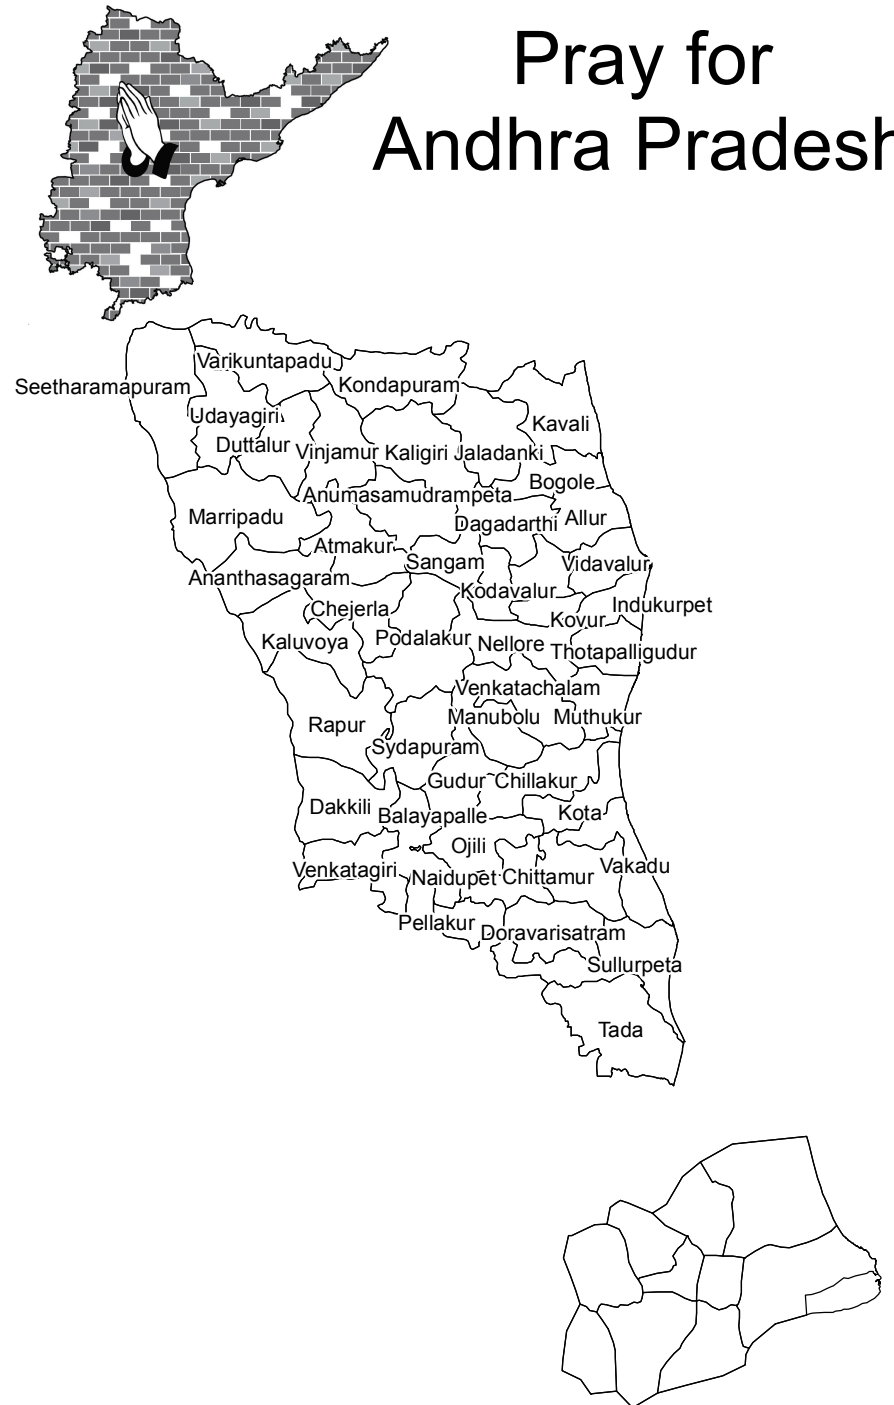 Pray for
Andhra Pradesh
Varikuntapadu
Seetharamapuram
Kondapuram
Udayagiri
Kavali
Duttalur
Vinjamur
Kaligiri
Jaladanki
Bogole
Anumasamudrampeta
Marripadu
Dagadarthi
Allur
Atmakur
Sangam
Vidavalur
Ananthasagaram
Kodavalur
Chejerla
Indukurpet
Kovur
Kaluvoya
Podalakur
Nellore
Thotapalligudur
Venkatachalam
Rapur
Manubolu
Muthukur
Sydapuram
Gudur
Chillakur
Dakkili
Balayapalle
Kota
Ojili
Venkatagiri
Naidupet
Chittamur
Vakadu
Pellakur
Doravarisatram
Sullurpeta
Tada